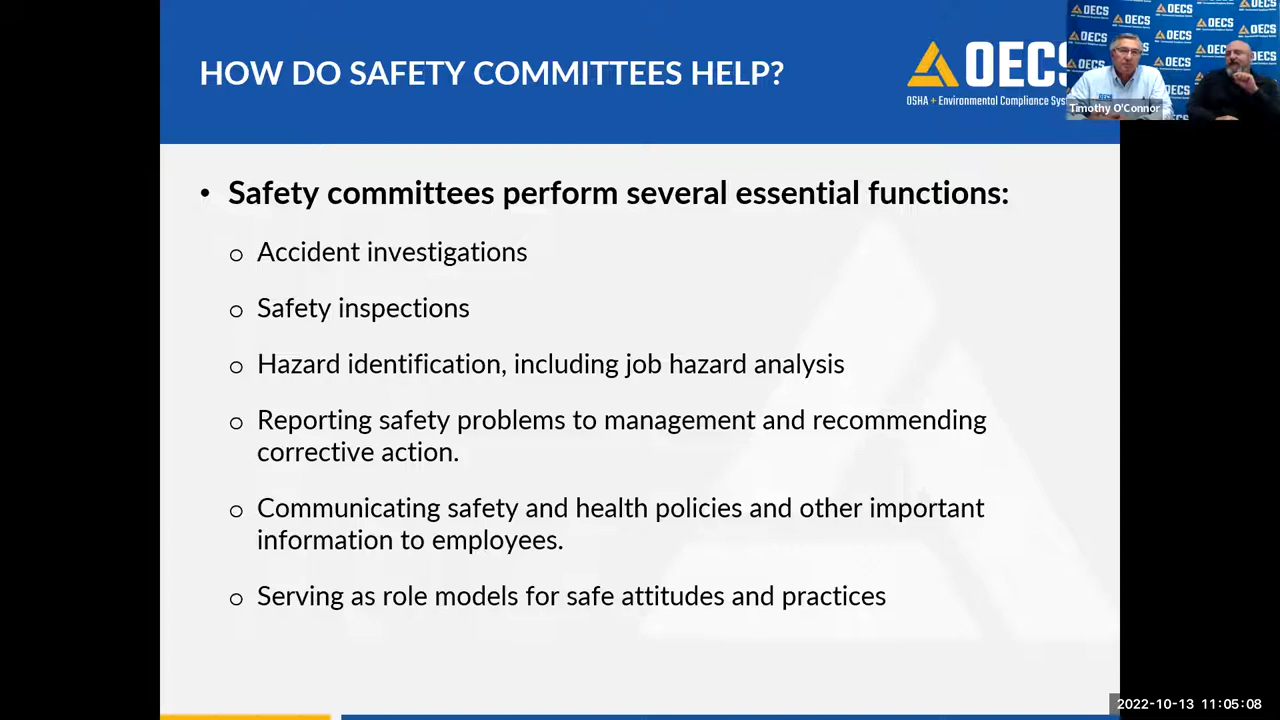 HOW DO SAFETY COMMITTEES HELP?
OECS
OSHA + Environmental Compliance Sys
Timothy O'Connor
• Safety committees perform several essential functions:
o Accident investigations
o Safety inspections
o Hazard identification, including job hazard analysis
o Reporting safety problems to management and recommending
corrective action.
o Communicating safety and health policies and other important
information to employees.
o Serving as role models for safe attitudes and practices
2022-10-13 11:05:08